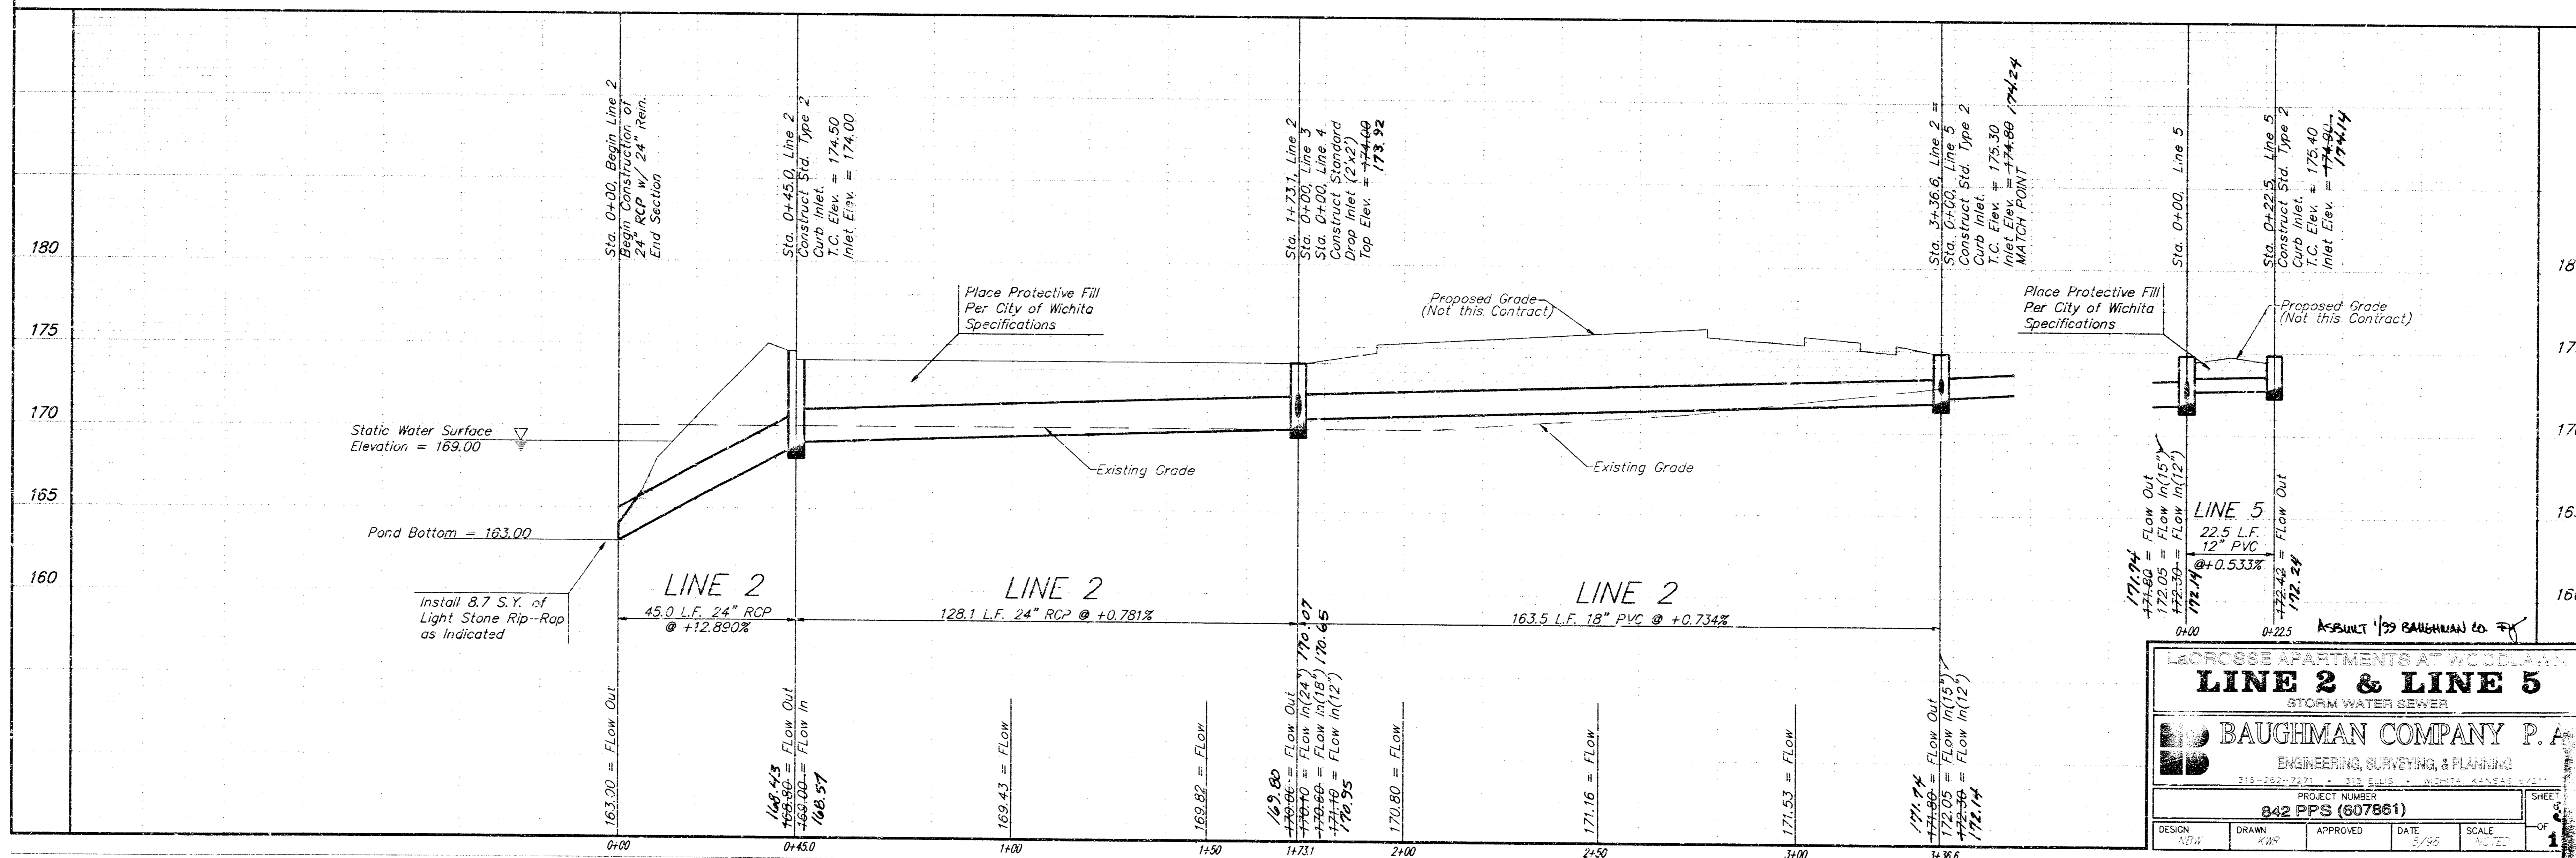 Sta. 0+00, Begin Line 2
Begin Construction of
24" RCP w/ 24" Rein.
End Section
Sta. 0+45.0, Line 2
Construct Std. Type 2
Curb Inlet.
T.C. Elev. = 174.50
Inlet Elev. = 174.00
Sta. 1+73.1, Line 2
Sta. 0+00, Line 3
Sta. 0+00, Line 4
Construct Standard
Drop Inlet (2'x2')
Top Elev. = 174.00
173.92
Sta. 3+36.6, Line 2 =
Sta. 0+00, Line 5
Construct Std. Type 2
Curb Inlet.
T.C. Elev. = 175.30
Inlet Elev. = 174.80 174.24
MATCH POINT
Sta. 0+00, Line 5
Sta. 0+22.5, Line 5
Construct Std. Type 2
Curb Inlet.
T.C. Elev. = 175.40
Inlet Elev. = 174.90
174.14
180
175
170
165
160
Place Protective Fill
Per City of Wichita
Specifications
Proposed Grade
(Not this Contract)
Place Protective Fill
Per City of Wichita
Specifications
Proposed Grade
(Not this Contract)
Static Water Surface
Elevation = 169.00
Existing Grade
Existing Grade
Pond Bottom = 163.00
Install 8.7 S.Y. of
Light Stone Rip-Rap
as Indicated
LINE 2
45.0 L.F. 24" RCP
@ +12.890%
LINE 2
128.1 L.F. 24" RCP @ +0.781%
LINE 2
163.5 L.F. 18" PVC @ +0.734%
171.74
171.80 = FLow Out
172.05 = FLow In(15")
172.30 = FLow In(12")
172.14
LINE 5
22.5 L.F.
12" PVC
@+0.533%
172.42 = FLow Out
172.24
0+00
0+22.5
ASBUILT 1/99 BAUGHMAN CO.
163.00 = FLow Out
168.43
168.80 = FLow Out
169.00 = FLow In
168.57
169.43 = FLow
169.82 = FLow
169.80
170.00 = FLow Out
170.10 = FLow In(24") 170.07
170.60 = FLow In(18") 170.65
171.10 = FLow In(12")
170.95
170.80 = FLow
171.16 = FLow
171.53 = FLow
171.74
171.80 = FLow Out
172.05 = FLow In(15")
172.30 = FLow In(12")
172.14
0+00
0+45.0
1+00
1+50
1+73.1
2+00
2+50
3+00
3+36.6
LaCROSSE APARTMENTS AT WOODLAWN
LINE 2 & LINE 5
STORM WATER SEWER
BAUGHMAN COMPANY P. A.
ENGINEERING, SURVEYING, & PLANNING
316-262-7271 • 315 ELLIS • WICHITA, KANSAS 67211
PROJECT NUMBER
842 PPS (607861)
SHEET
OF
DESIGN
NBW
DRAWN
KWR
APPROVED
DATE
5/96
SCALE
NOTED